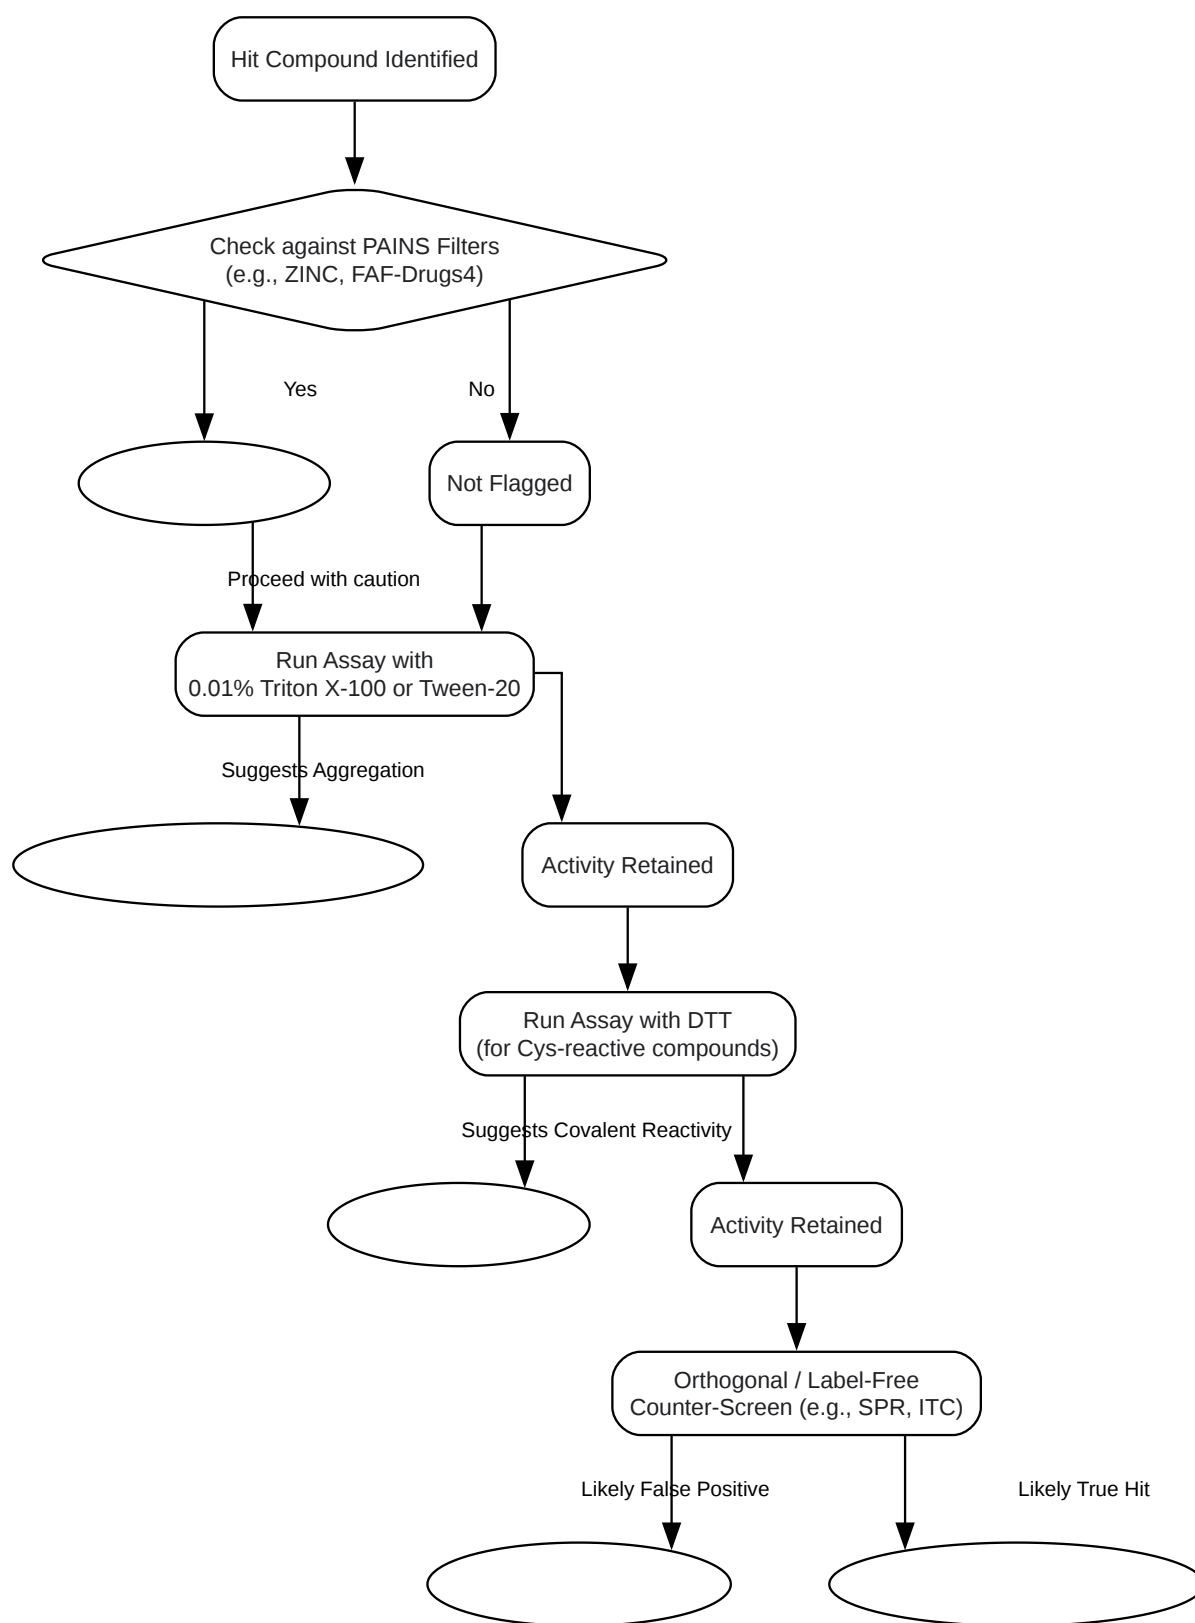 Hit Compound Identified
Check against PAINS Filters
(e.g., ZINC, FAF-Drugs4)
Yes
No
Not Flagged
Proceed with caution
Run Assay with
0.01% Triton X-100 or Tween-20
Suggests Aggregation
Activity Retained
Run Assay with DTT
(for Cys-reactive compounds)
Suggests Covalent Reactivity
Activity Retained
Orthogonal / Label-Free
Counter-Screen (e.g., SPR, ITC)
Likely False Positive
Likely True Hit